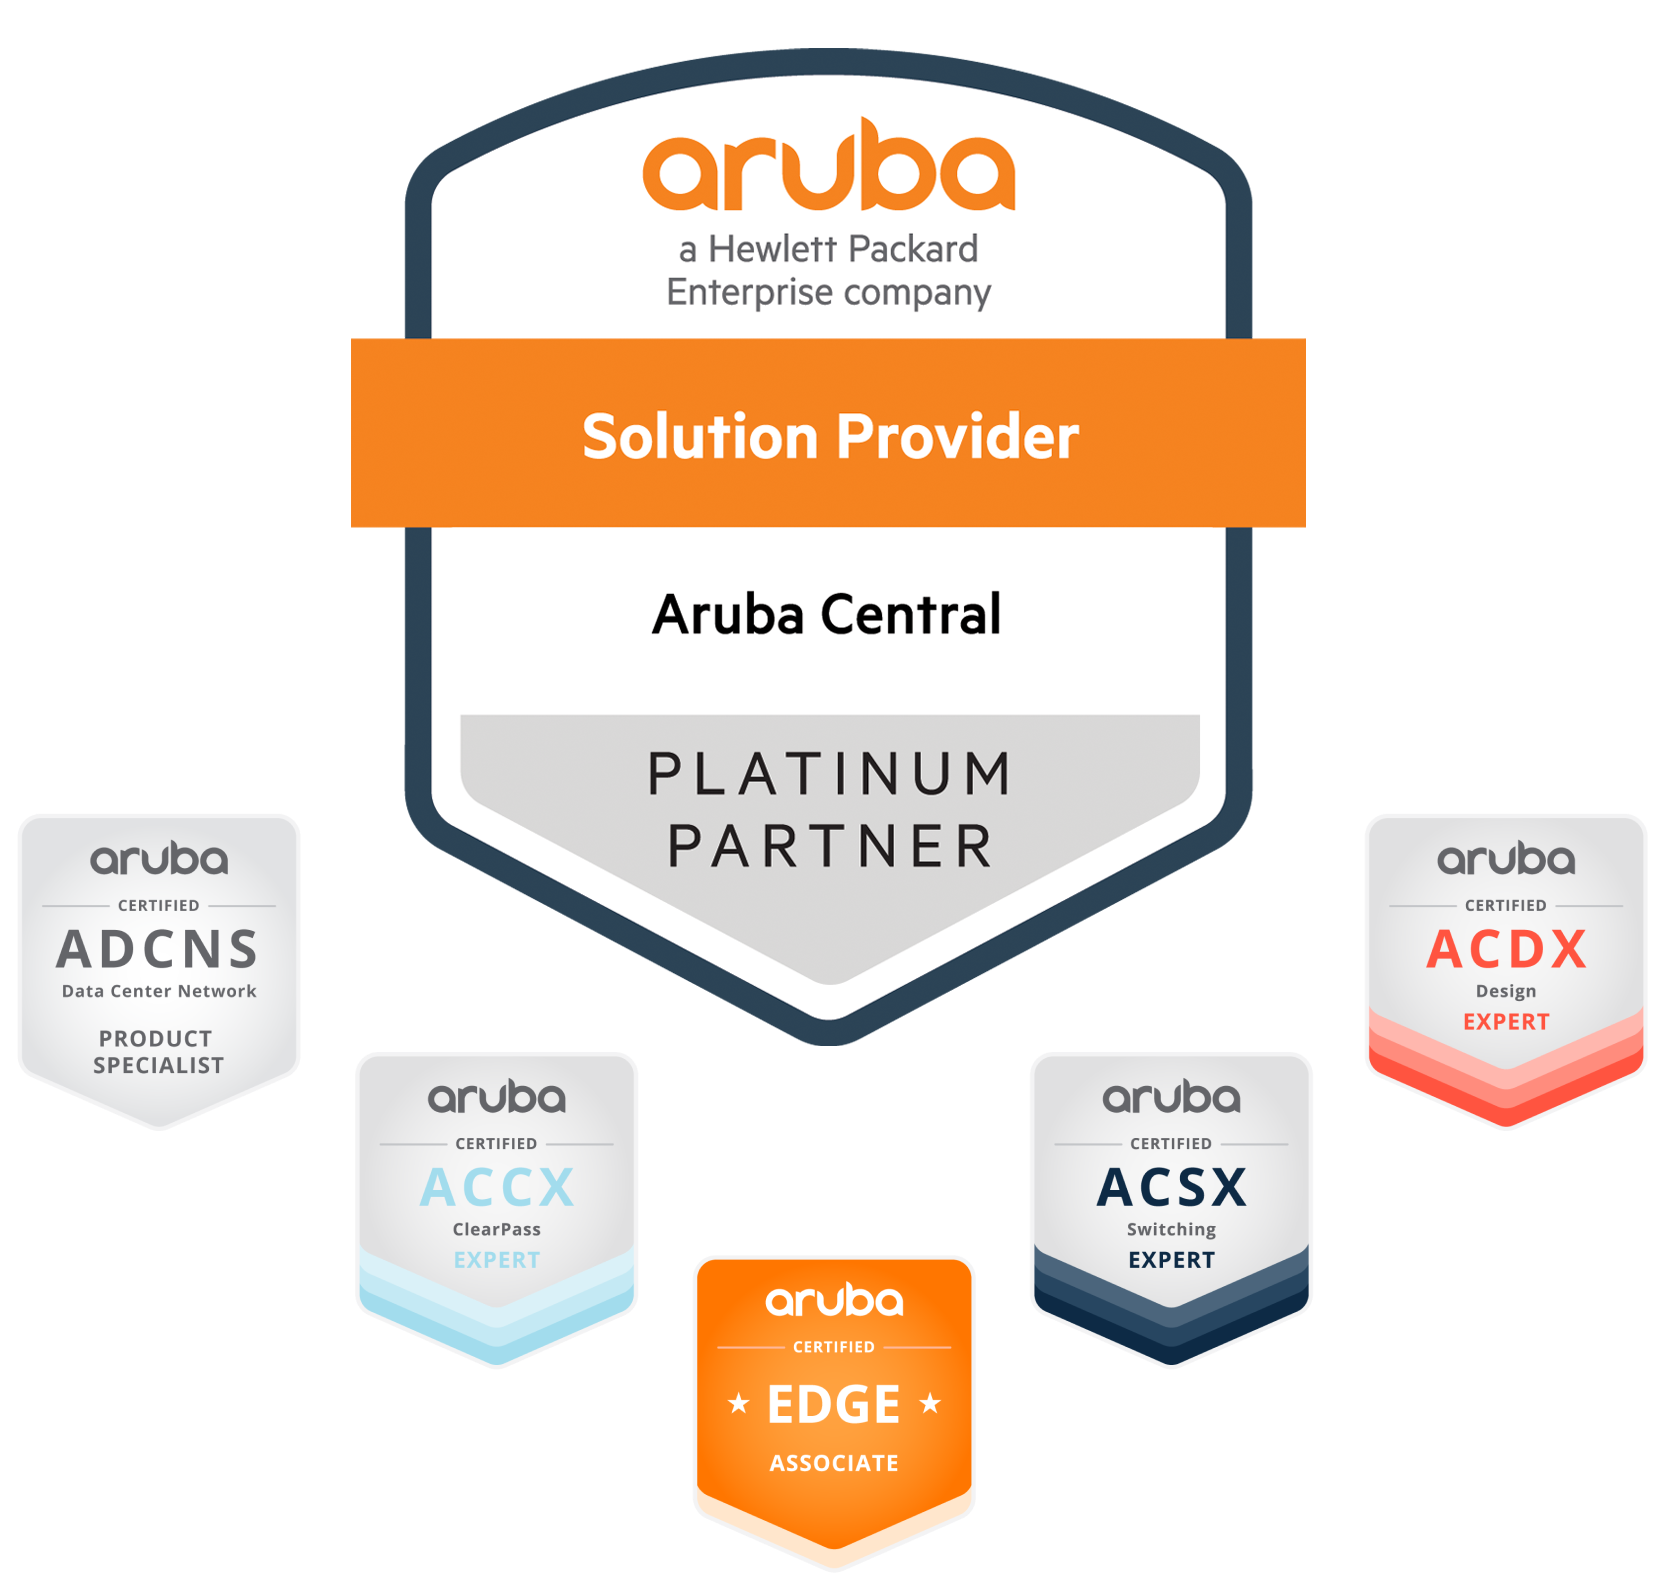 aruba
a Hewlett Packard
Enterprise company
Solution Provider
Aruba Central
PLATINUM
PARTNER
aruba
CERTIFIED
ADCNS
Data Center Network
PRODUCT
SPECIALIST
aruba
CERTIFIED
ACCX
ClearPass
EXPERT
aruba
CERTIFIED
★ EDGE ★
ASSOCIATE
aruba
CERTIFIED
ACSX
Switching
EXPERT
aruba
CERTIFIED
ACDX
Design
EXPERT